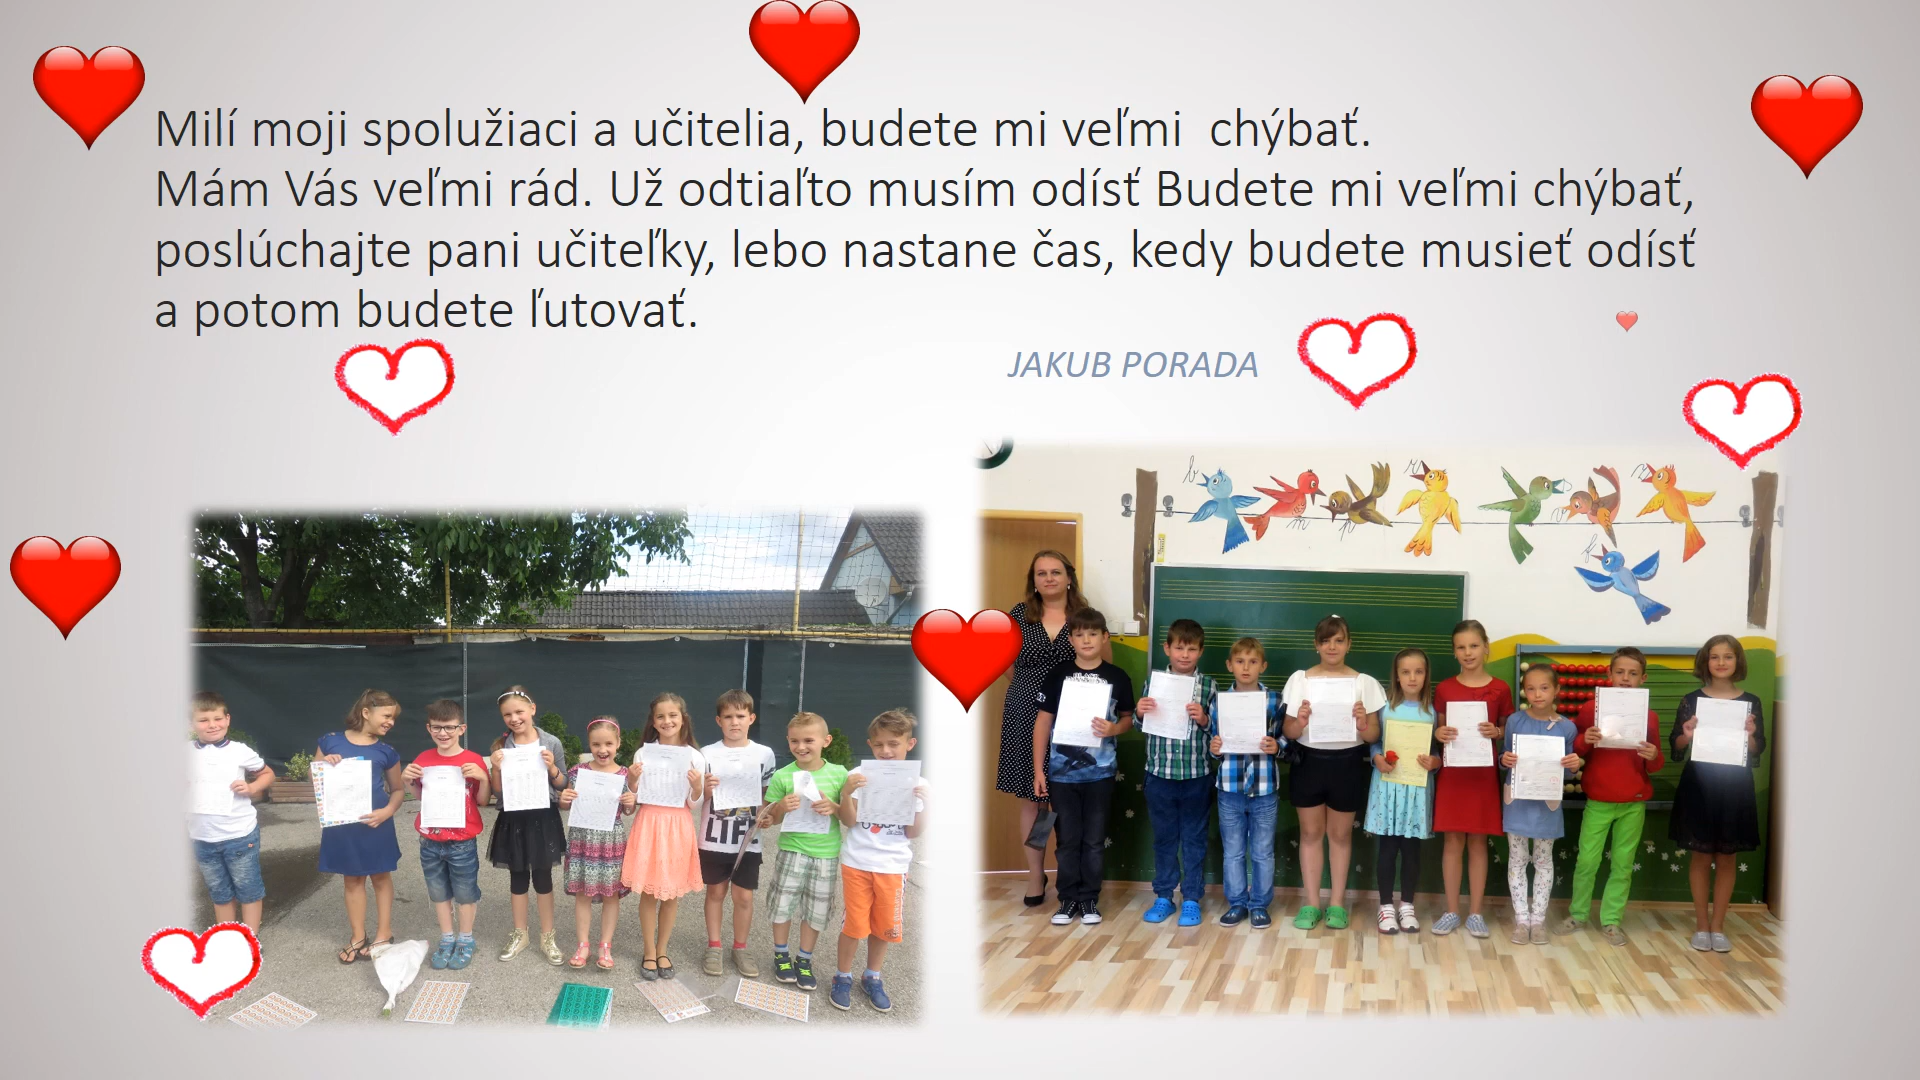 Milí moji spolužiaci a učitelia, budete mi veľmi  chýbať.
Mám Vás veľmi rád. Už odtiaľto musím odísť Budete mi veľmi chýbať,
poslúchajte pani učiteľky, lebo nastane čas, kedy budete musieť odísť
a potom budete ľutovať.
JAKUB PORADA
LIFE